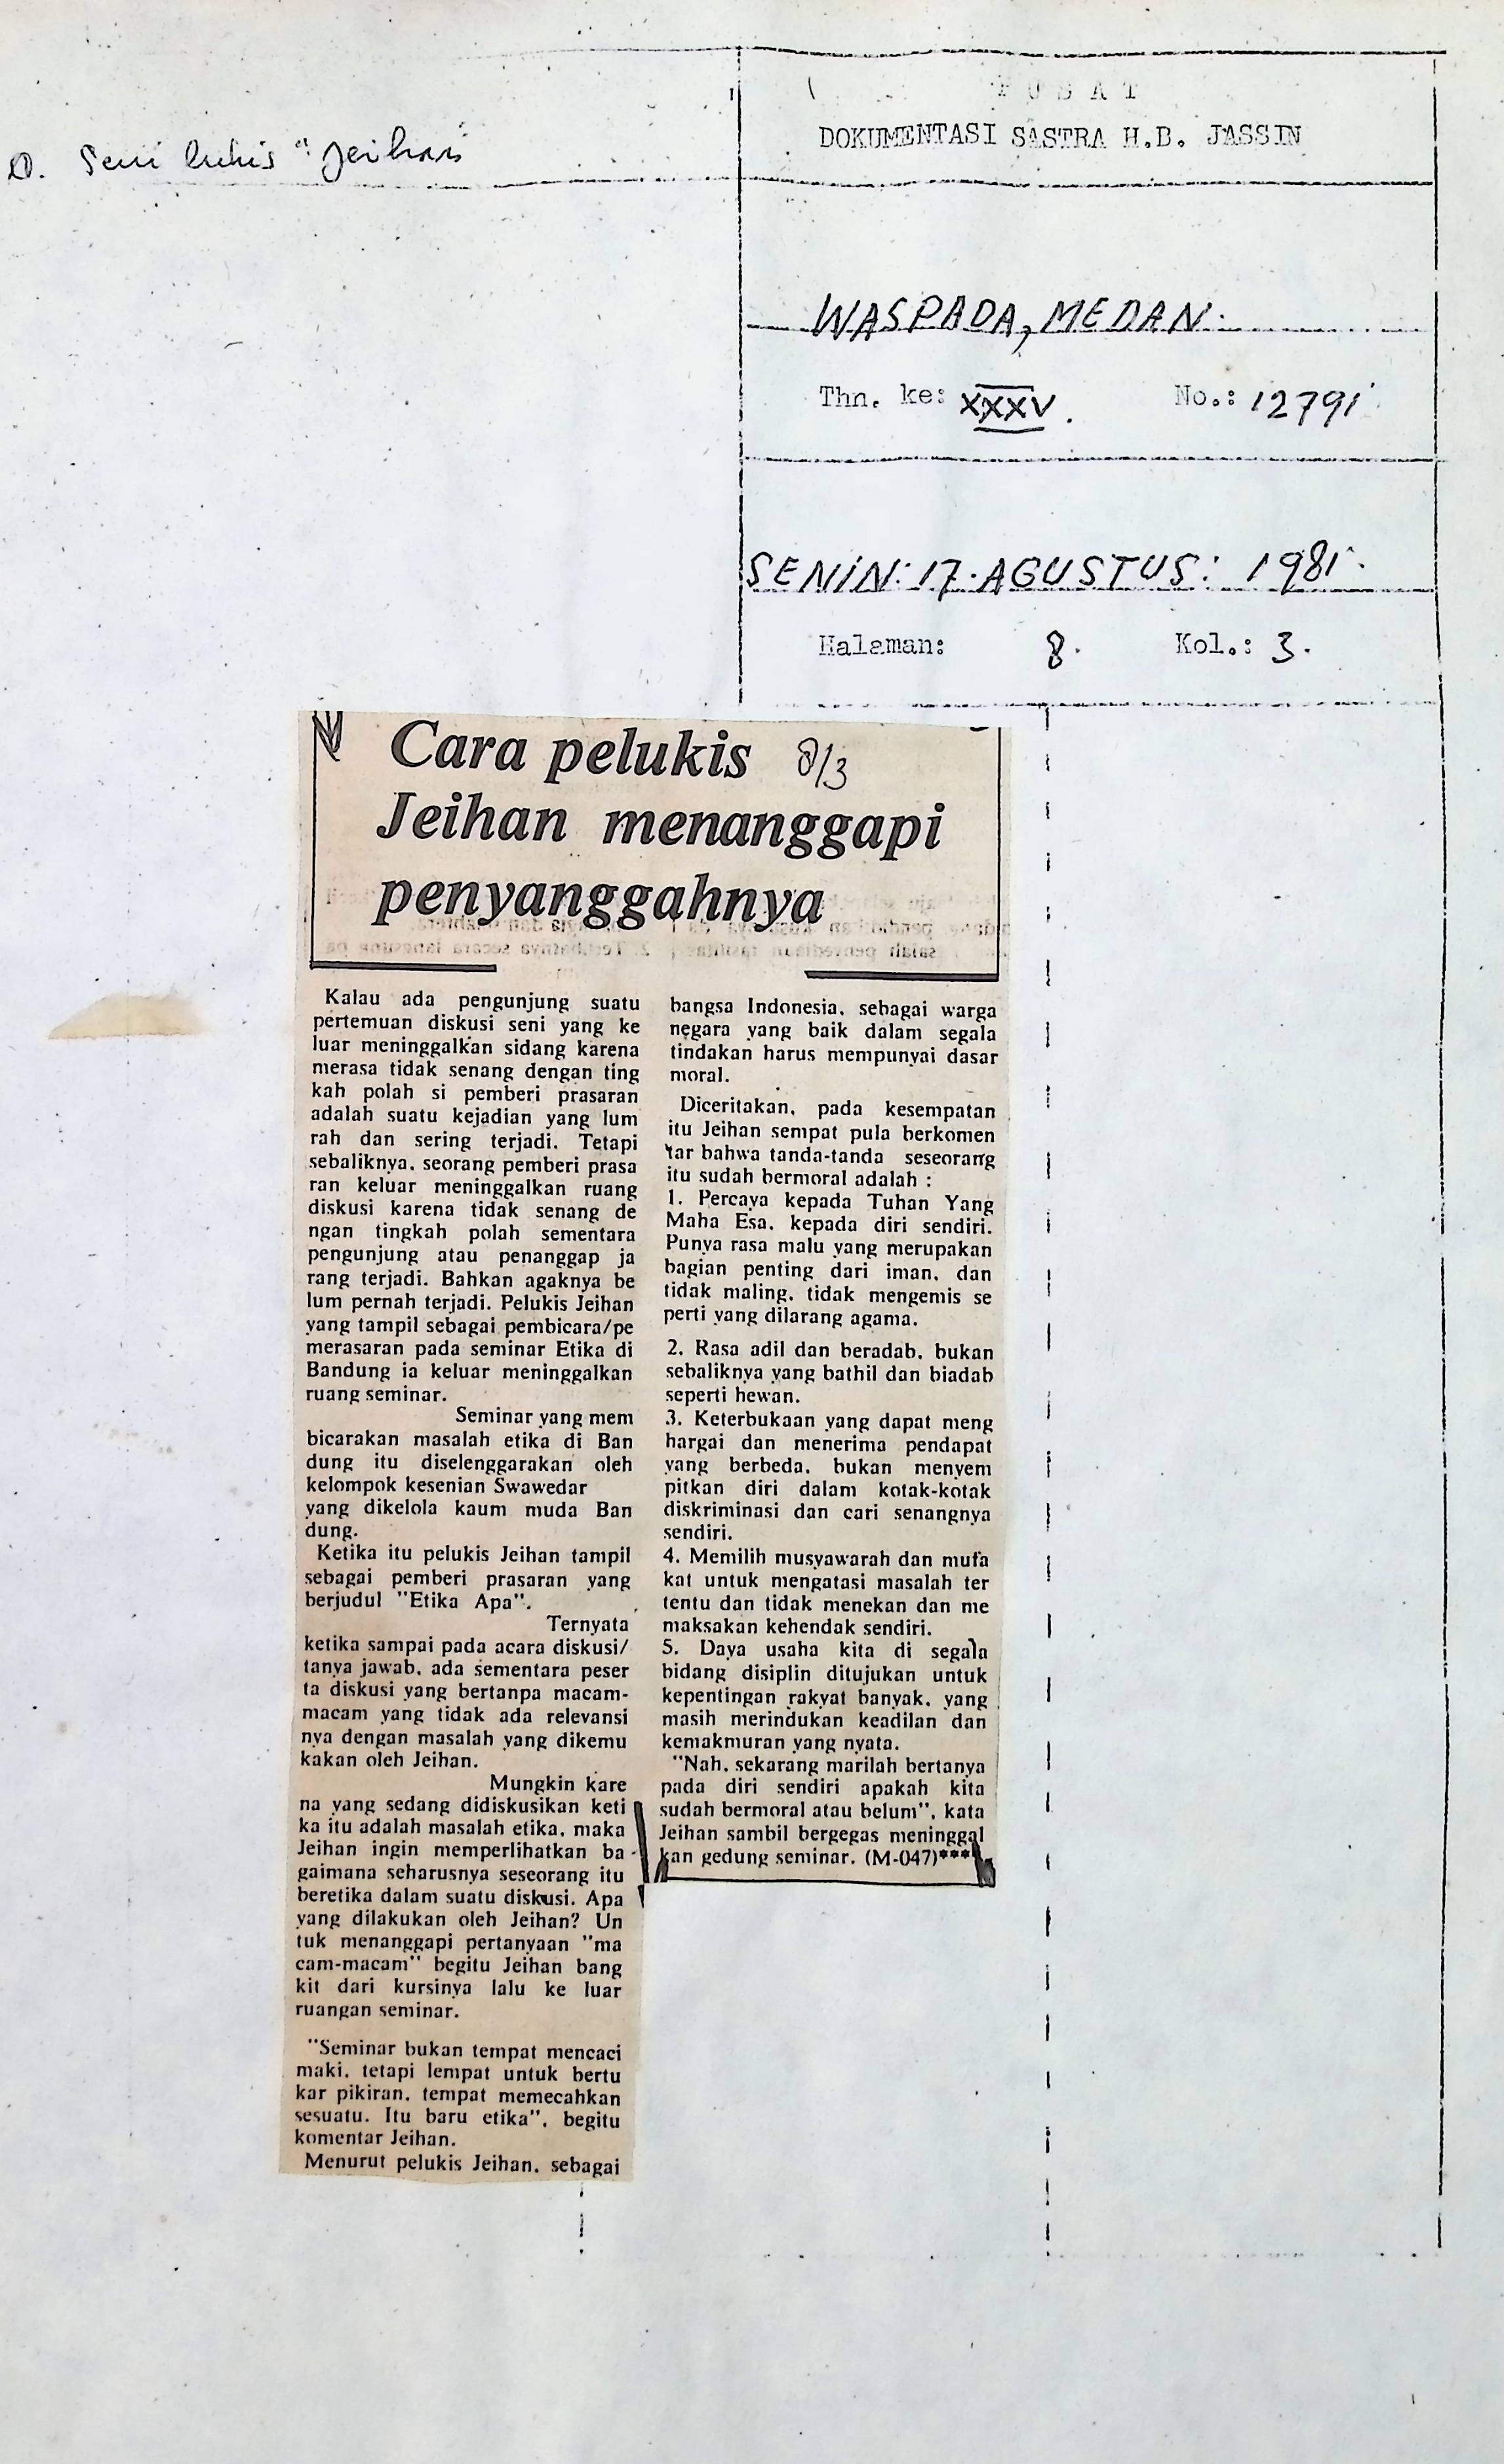 P U S A T
DOKUMENTASI SASTRA H.B. JASSIN
D. Seni lukis "Jeihan"
WASPADA, MEDAN.
Thn. ke: XXXV. No.: 12791
SENIN: 17. AGUSTUS: 1981.
Halaman: 8. Kol.: 3.
Cara pelukis 8/3
Jeihan menanggapi
penyanggahnya
Kalau ada pengunjung suatu
pertemuan diskusi seni yang ke
luar meninggalkan sidang karena
merasa tidak senang dengan ting
kah polah si pemberi prasaran
adalah suatu kejadian yang lum
rah dan sering terjadi. Tetapi
sebaliknya, seorang pemberi prasa
ran keluar meninggalkan ruang
diskusi karena tidak senang de
ngan tingkah polah sementara
pengunjung atau penanggap ja
rang terjadi. Bahkan agaknya be
lum pernah terjadi. Pelukis Jeihan
yang tampil sebagai pembicara/pe
merasaran pada seminar Etika di
Bandung ia keluar meninggalkan
ruang seminar.
Seminar yang mem
bicarakan masalah etika di Ban
dung itu diselenggarakan oleh
kelompok kesenian Swawedar
yang dikelola kaum muda Ban
dung.
Ketika itu pelukis Jeihan tampil
sebagai pemberi prasaran yang
berjudul "Etika Apa".
Ternyata
ketika sampai pada acara diskusi/
tanya jawab, ada sementara peser
ta diskusi yang bertanpa macam-
macam yang tidak ada relevansi
nya dengan masalah yang dikemu
kakan oleh Jeihan.
Mungkin kare
na yang sedang didiskusikan keti
ka itu adalah masalah etika, maka
Jeihan ingin memperlihatkan ba-
gaimana seharusnya seseorang itu
beretika dalam suatu diskusi. Apa
yang dilakukan oleh Jeihan? Un
tuk menanggapi pertanyaan "ma
cam-macam" begitu Jeihan bang
kit dari kursinya lalu ke luar
ruangan seminar.
"Seminar bukan tempat mencaci
maki, tetapi lempat untuk bertu
kar pikiran, tempat memecahkan
sesuatu. Itu baru etika", begitu
komentar Jeihan.
Menurut pelukis Jeihan, sebagai
bangsa Indonesia, sebagai warga
negara yang baik dalam segala
tindakan harus mempunyai dasar
moral.
Diceritakan, pada kesempatan
itu Jeihan sempat pula berkomen
tar bahwa tanda-tanda seseorang
itu sudah bermoral adalah :
1. Percaya kepada Tuhan Yang
Maha Esa, kepada diri sendiri.
Punya rasa malu yang merupakan
bagian penting dari iman, dan
tidak maling, tidak mengemis se
perti yang dilarang agama.
2. Rasa adil dan beradab, bukan
sebaliknya yang bathil dan biadab
seperti hewan.
3. Keterbukaan yang dapat meng
hargai dan menerima pendapat
yang berbeda, bukan menyem
pitkan diri dalam kotak-kotak
diskriminasi dan cari senangnya
sendiri.
4. Memilih musyawarah dan mufa
kat untuk mengatasi masalah ter
tentu dan tidak menekan dan me
maksakan kehendak sendiri.
5. Daya usaha kita di segala
bidang disiplin ditujukan untuk
kepentingan rakyat banyak, yang
masih merindukan keadilan dan
kemakmuran yang nyata.
"Nah, sekarang marilah bertanya
pada diri sendiri apakah kita
sudah bermoral atau belum", kata
Jeihan sambil bergegas meninggal
kan gedung seminar. (M-047)***